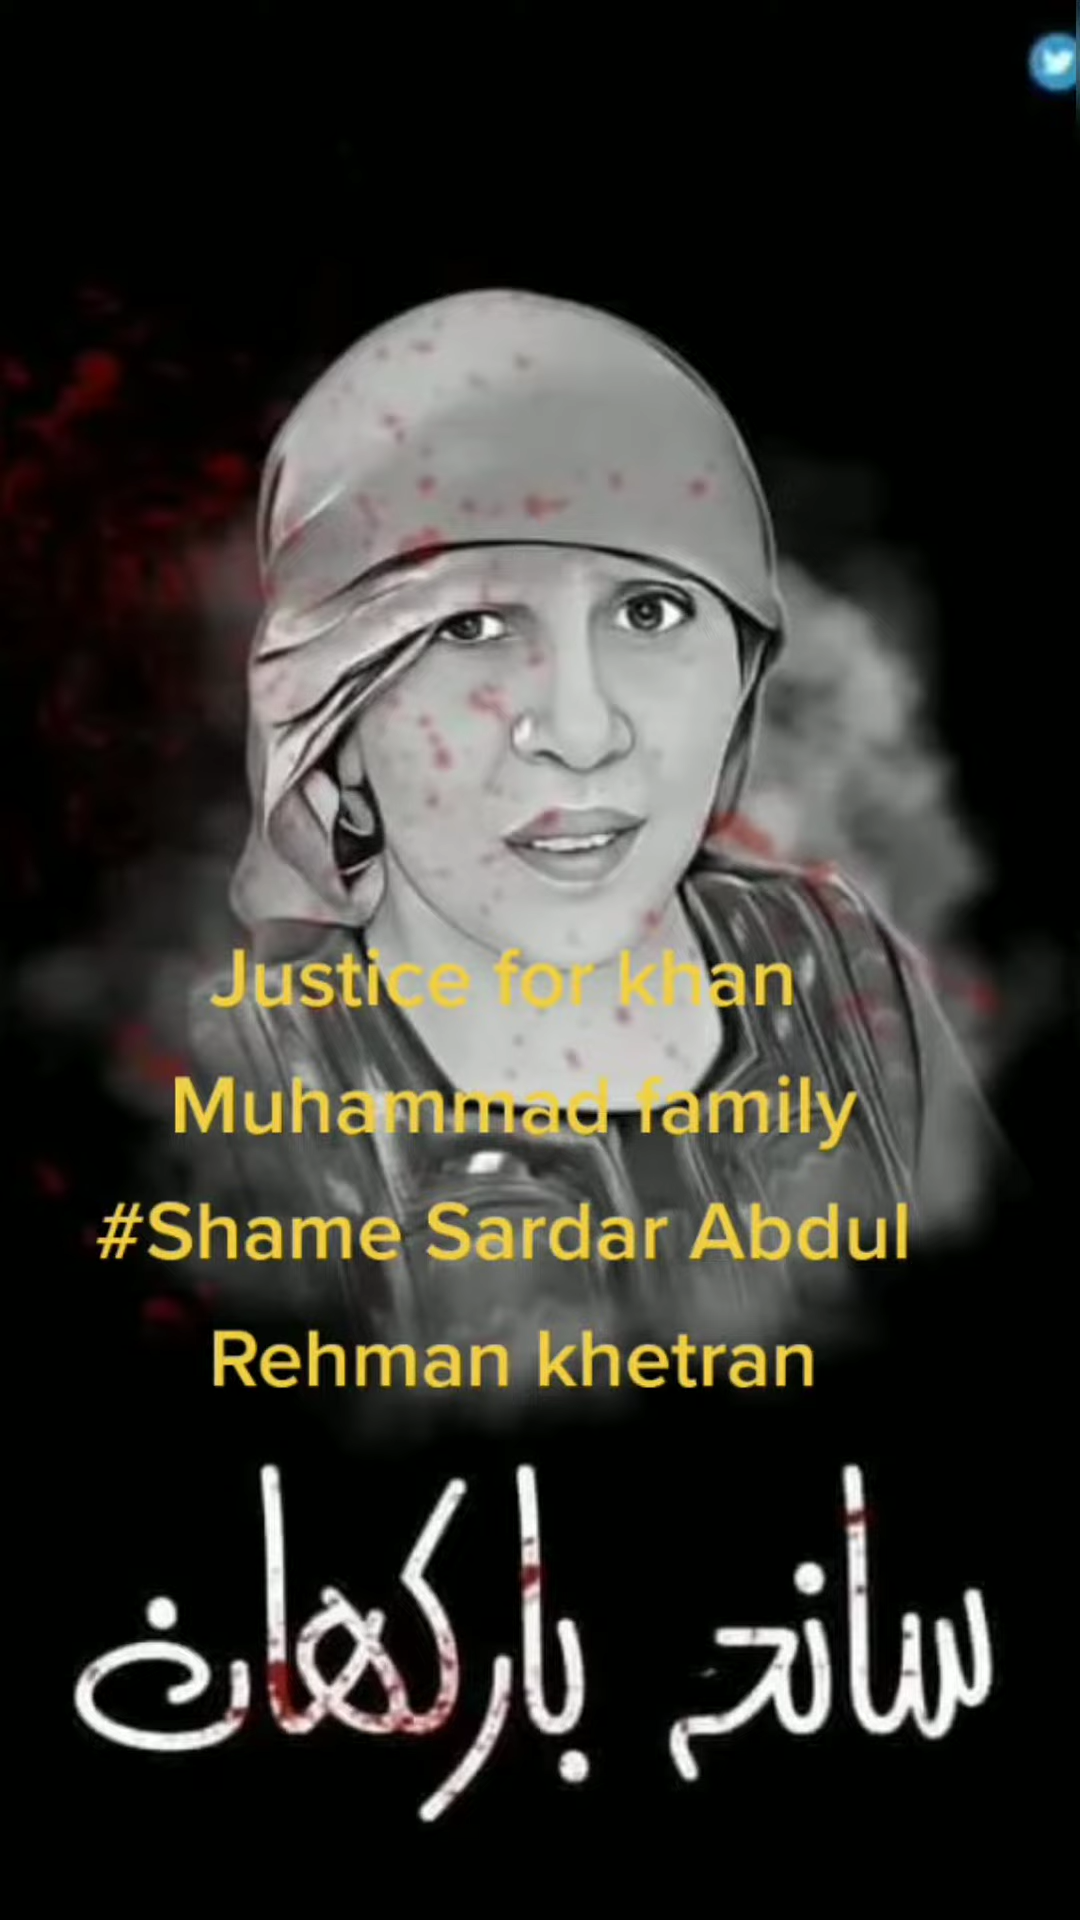 Justice for khan
Muhammad family
#Shame Sardar Abdul
Rehman khetran
سانحہ بارکھان